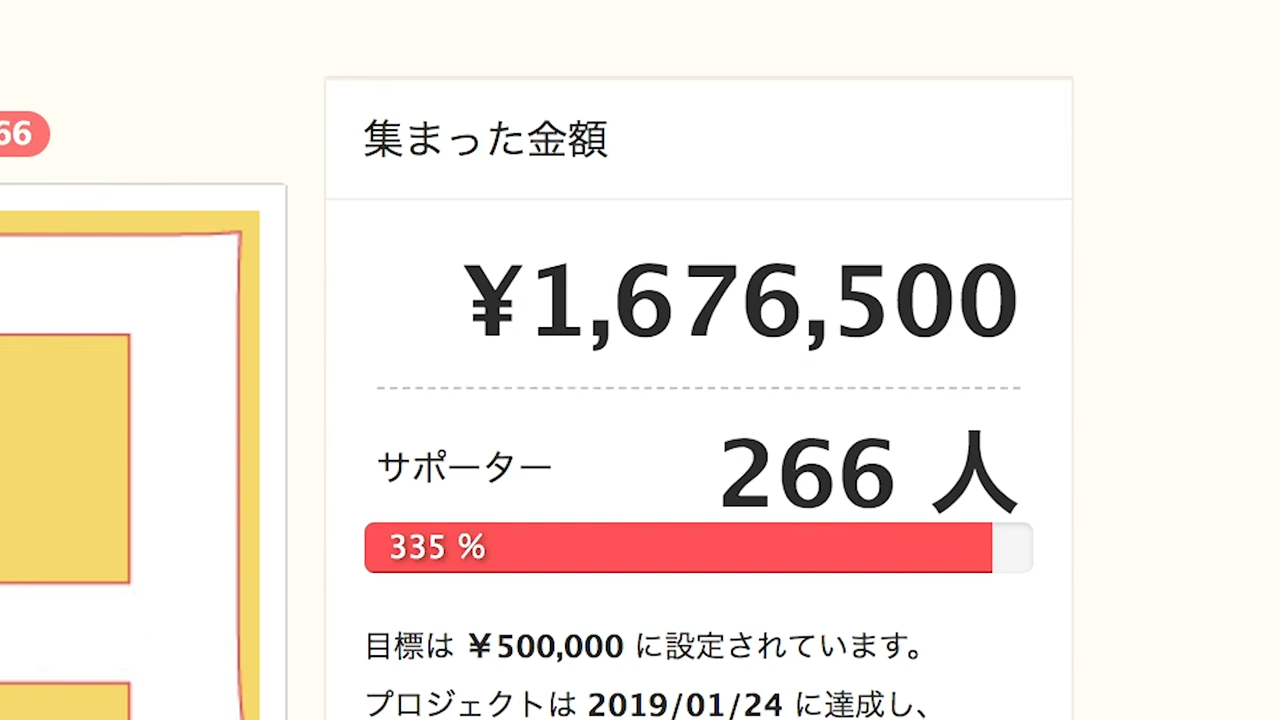 66
集まった金額
¥1,676,500
サポーター 266 人
335 %
目標は ¥500,000 に設定されています。
プロジェクトは 2019/01/24 に達成し、